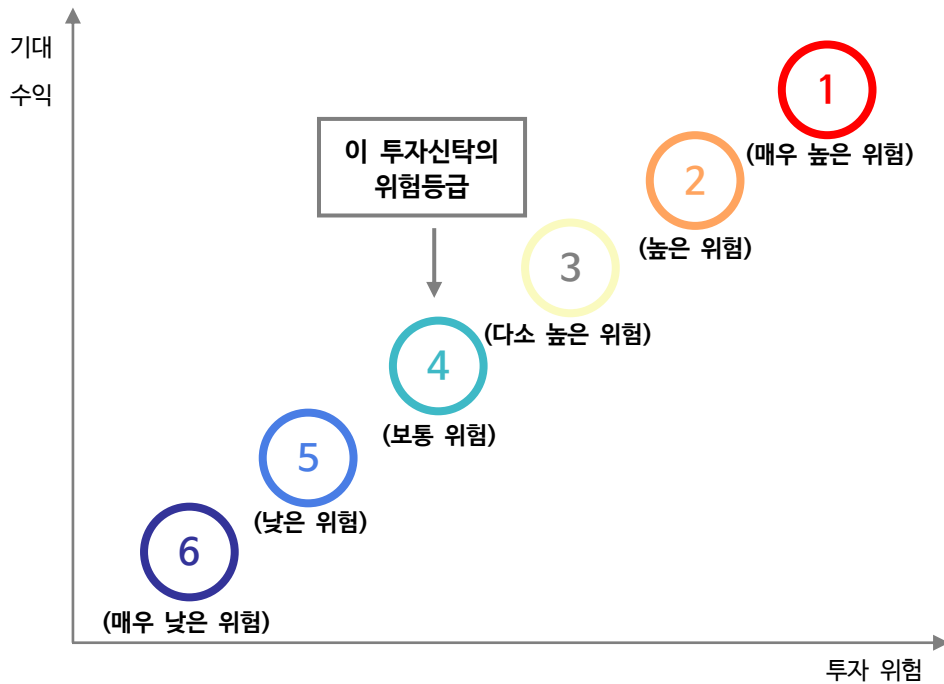 기대
수익
1
(매우 높은 위험)
이 투자신탁의
위험등급
2
(높은 위험)
3
(다소 높은 위험)
4
(보통 위험)
5
(낮은 위험)
6
(매우 낮은 위험)
투자 위험